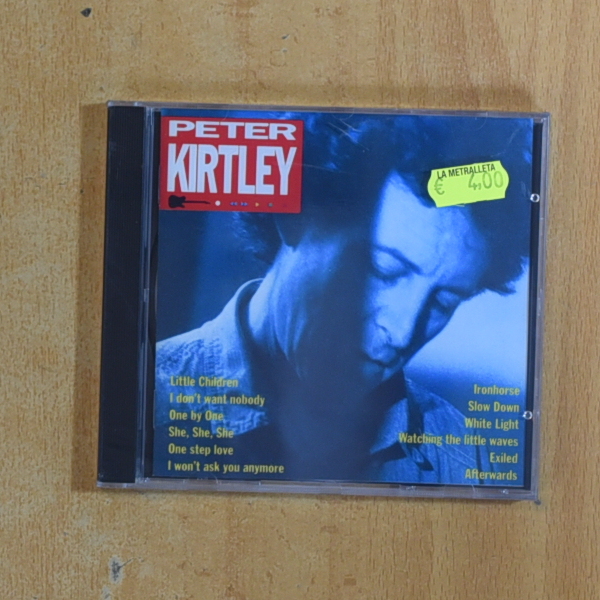 PETER
KIRTLEY
LA METRALLETA
€ 4,00
Little Children
I don't want nobody
One by One
She, She, She
One step love
I won't ask you anymore
Ironhorse
Slow Down
White Light
Watching the little waves
Exiled
Afterwards